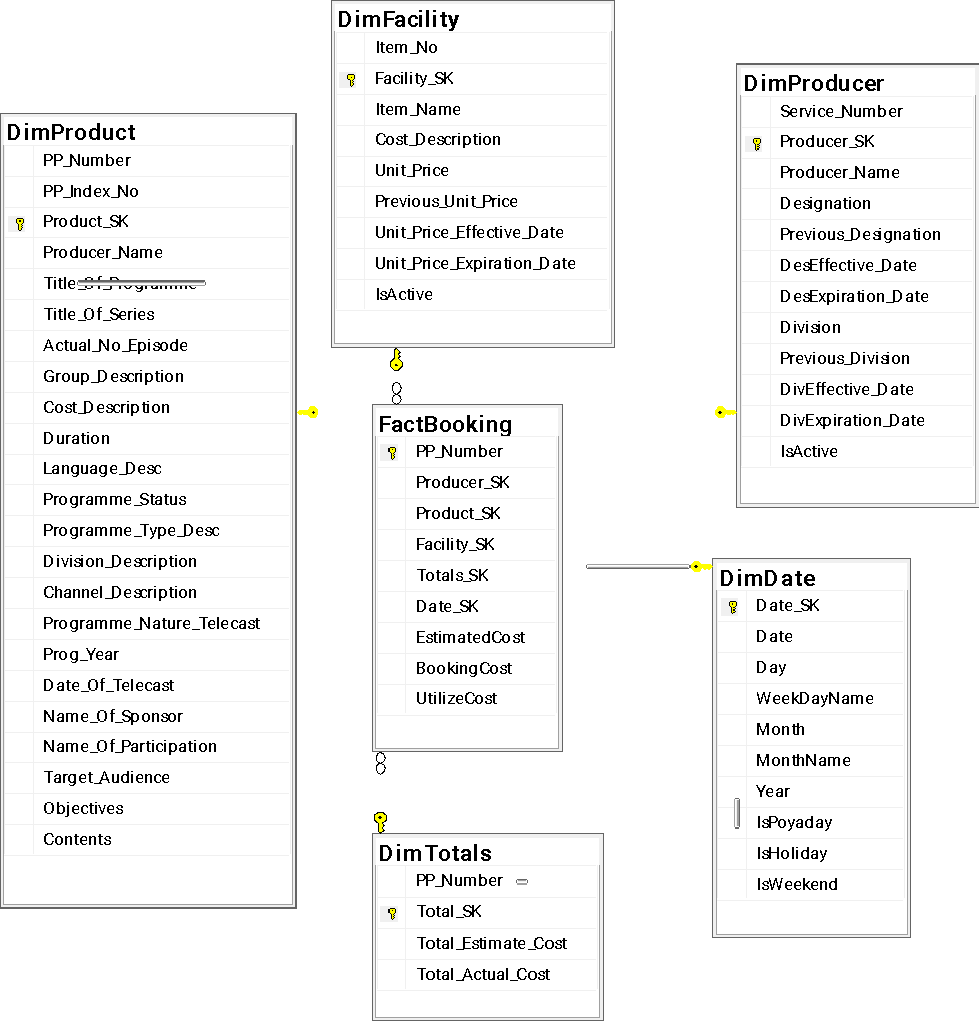 DimFacility
Item_No
Facility_SK
Item_Name
Cost_Description
Unit_Price
Previous_Unit_Price
Unit_Price_Effective_Date
Unit_Price_Expiration_Date
IsActive
DimProducer
Service_Number
Producer_SK
Producer_Name
Designation
Previous_Designation
DesEffective_Date
DesExpiration_Date
Division
Previous_Division
DivEffective_Date
DivExpiration_Date
IsActive
DimProduct
PP_Number
PP_Index_No
Product_SK
Producer_Name
Title_Of_Programme
Title_Of_Series
Actual_No_Episode
Group_Description
Cost_Description
Duration
Language_Desc
Programme_Status
Programme_Type_Desc
Division_Description
Channel_Description
Programme_Nature_Telecast
Prog_Year
Date_Of_Telecast
Name_Of_Sponsor
Name_Of_Participation
Target_Audience
Objectives
Contents
FactBooking
PP_Number
Producer_SK
Product_SK
Facility_SK
Totals_SK
Date_SK
EstimatedCost
BookingCost
UtilizeCost
DimDate
Date_SK
Date
Day
WeekDayName
Month
MonthName
Year
IsPoyaday
IsHoliday
IsWeekend
DimTotals
PP_Number
Total_SK
Total_Estimate_Cost
Total_Actual_Cost